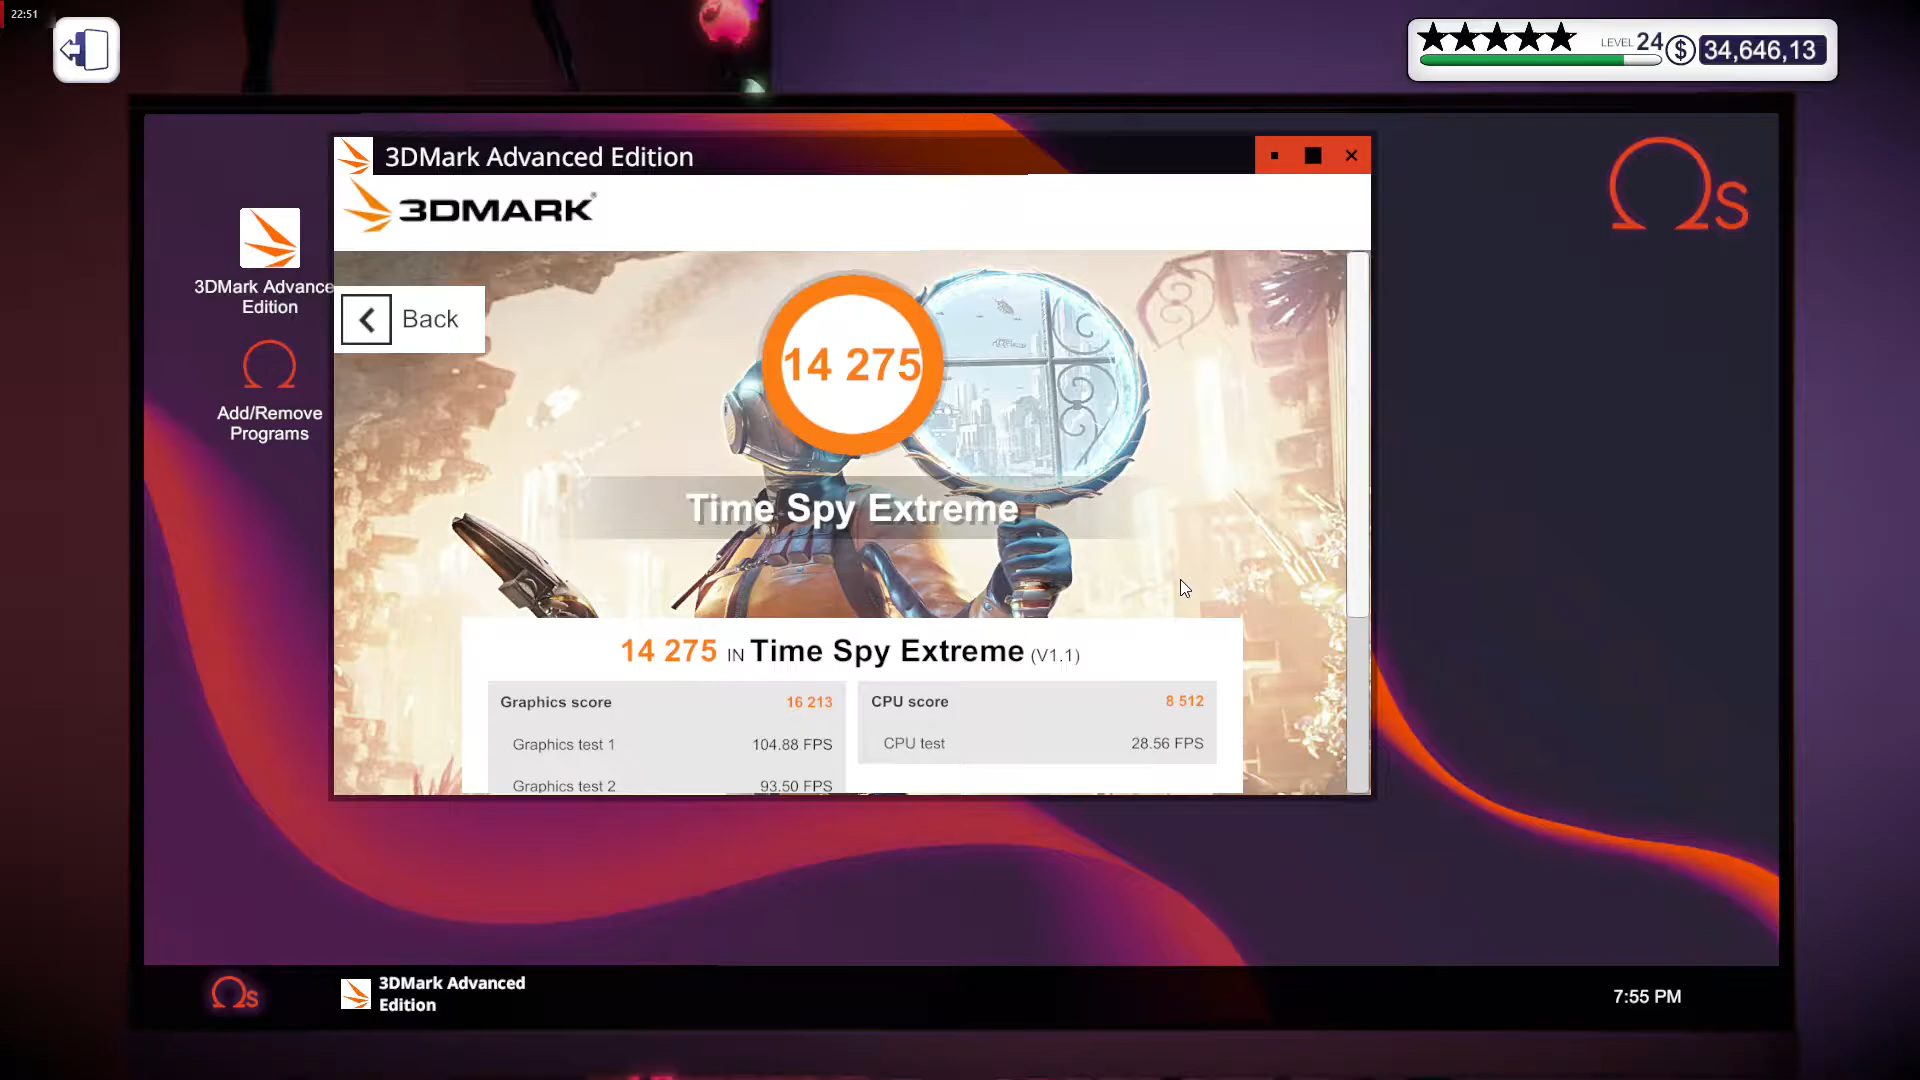 22:51
LEVEL 24
$ 34,646,13
3DMark Advanced Edition
3DMARK®
Ωs
3DMark Advance
Edition
Back
14 275
Add/Remove
Programs
Time Spy Extreme
14 275 IN Time Spy Extreme (V1.1)
Graphics score 16 213
CPU score 8 512
Graphics test 1 104.88 FPS
CPU test 28.56 FPS
Graphics test 2 93.50 FPS
Ωs
3DMark Advanced
Edition
7:55 PM